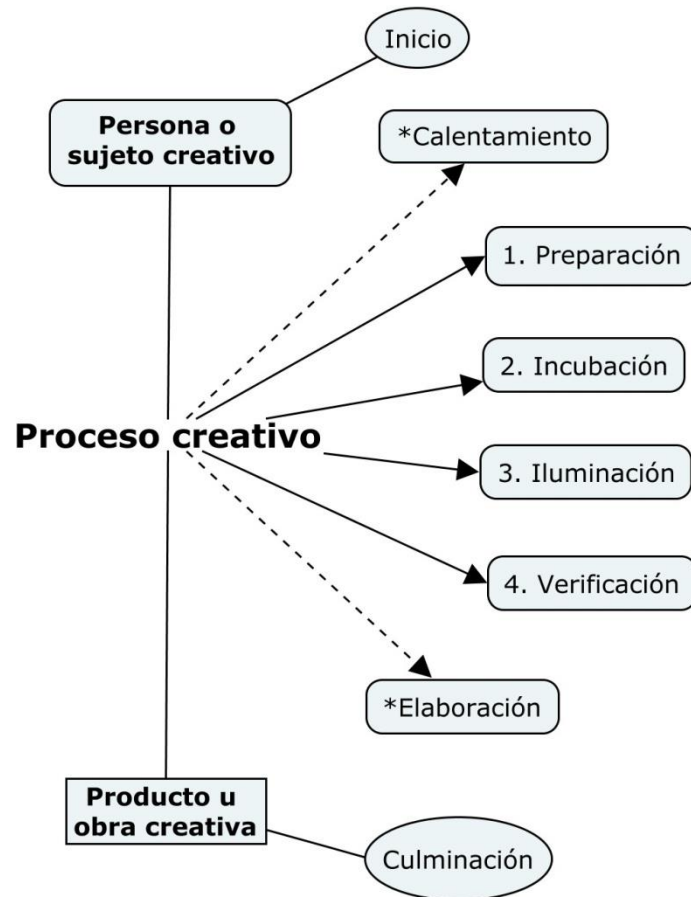 Inicio
Persona o
sujeto creativo
*Calentamiento
1. Preparación
2. Incubación
Proceso creativo
3. Iluminación
4. Verificación
*Elaboración
Producto u
obra creativa
Culminación